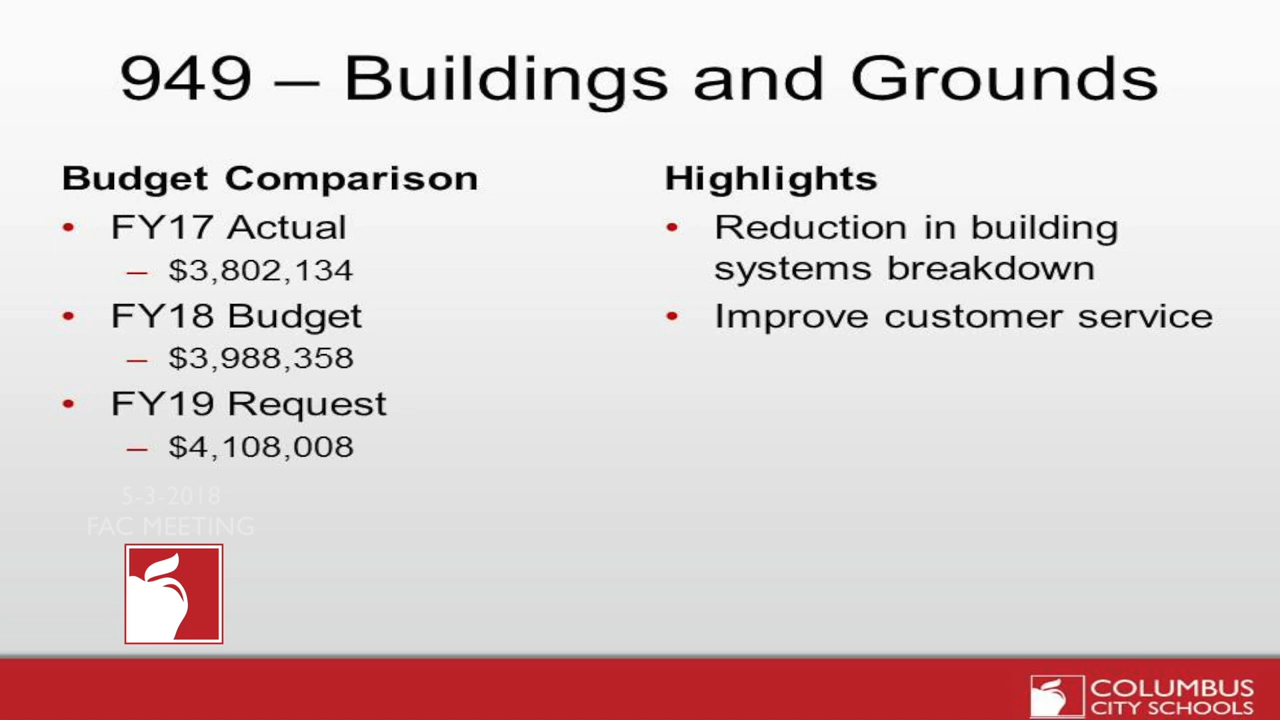 949 – Buildings and Grounds
Budget Comparison
• FY17 Actual
– $3,802,134
• FY18 Budget
– $3,988,358
• FY19 Request
– $4,108,008
Highlights
• Reduction in building
systems breakdown
• Improve customer service
5-3-2018
FAC MEETING
COLUMBUS
CITY SCHOOLS